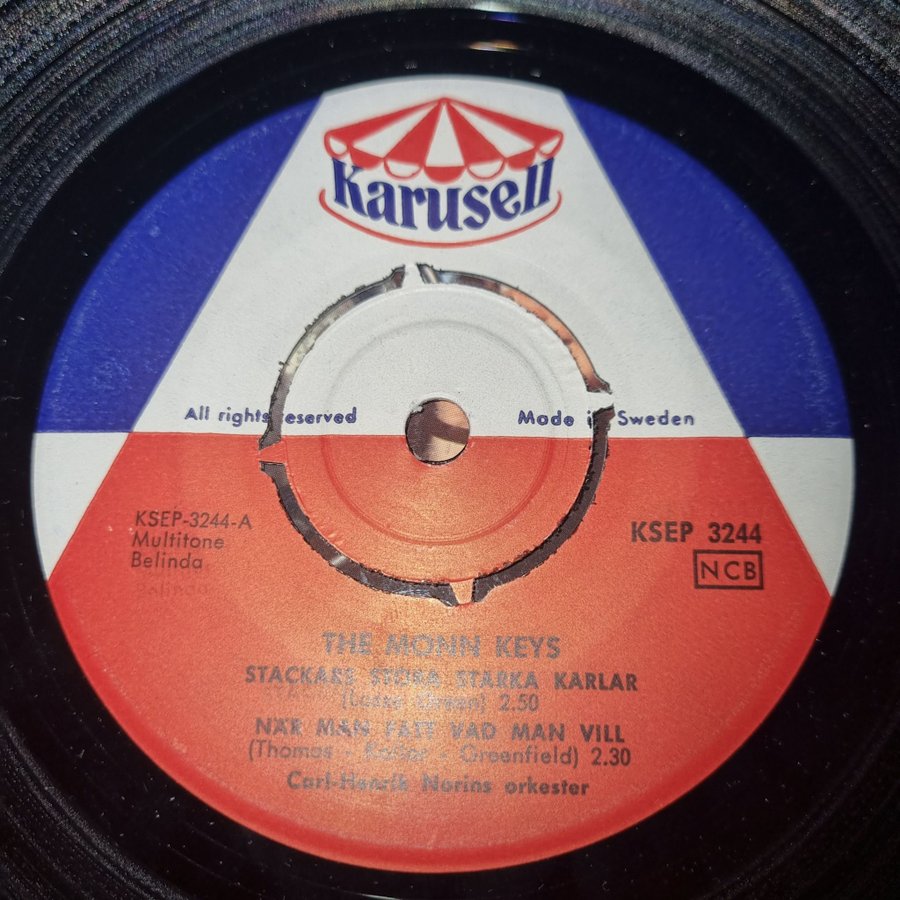 Karusell
All rights reserved
Made in Sweden
KSEP-3244-A
Multitone
Belinda
KSEP 3244
NCB
THE MONN KEYS
STACKARS STORA STARKA KARLAR
2.50
NÄR MAN FÅTT VAD MAN VILL
(Thomas - - Greenfield) 2.30
Carl-Henrik Norins orkester